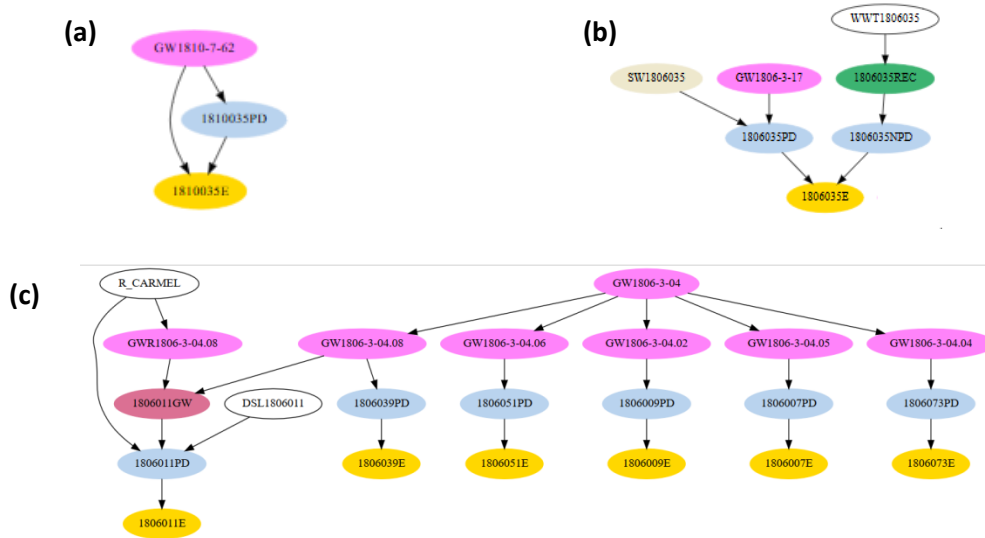 (a)
GW1810-7-62
1810035PD
1810035E
(b)
WWT1806035
SW1806035
GW1806-3-17
1806035REC
1806035PD
1806035NPD
1806035E
(c)
R_CARMEL
GW1806-3-04
GWR1806-3-04.08
GW1806-3-04.08
GW1806-3-04.06
GW1806-3-04.02
GW1806-3-04.05
GW1806-3-04.04
1806011GW
DSL1806011
1806039PD
1806051PD
1806009PD
1806007PD
1806073PD
1806011PD
1806039E
1806051E
1806009E
1806007E
1806073E
1806011E